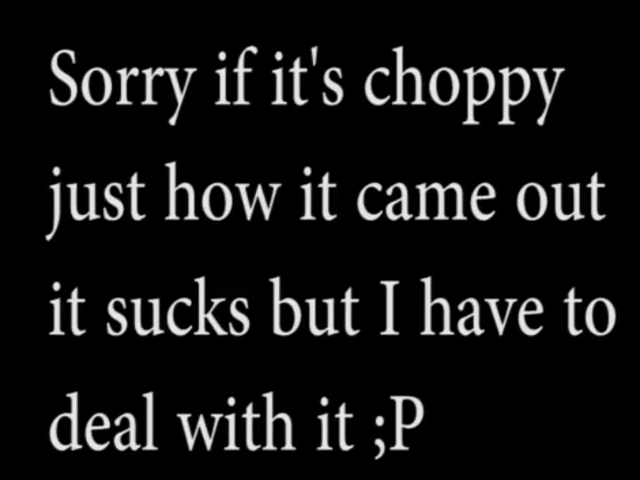 Sorry if it's choppy
just how it came out
it sucks but I have to
deal with it ;P